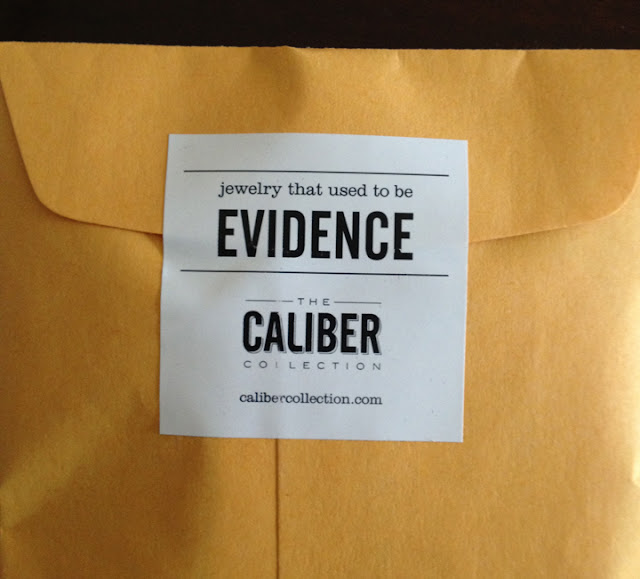 jewelry that used to be
EVIDENCE
THE
CALIBER
COLLECTION
calibercollection.com